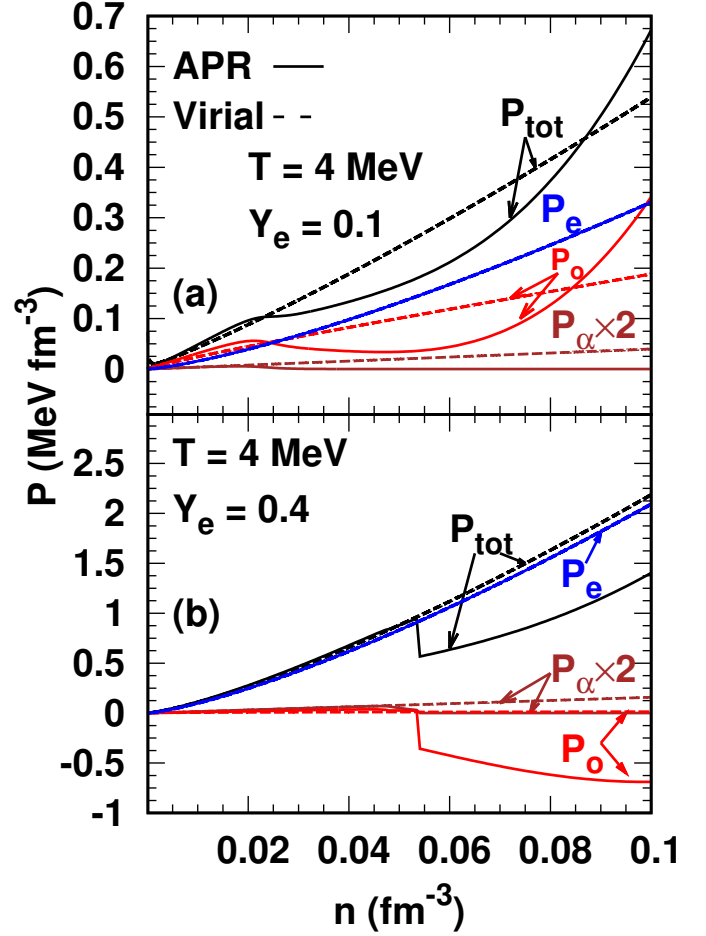 0.7
0.6
0.5
0.4
0.3
0.2
0.1
0
APR
Virial
T = 4 MeV
Y_e = 0.1
(a)
P_tot
P_e
P_o
P_α×2
P (MeV fm^-3)
2.5
2
1.5
1
0.5
0
-0.5
-1
T = 4 MeV
Y_e = 0.4
(b)
P_tot
P_e
P_α×2
P_o
0.02 0.04 0.06 0.08 0.1
n (fm^-3)